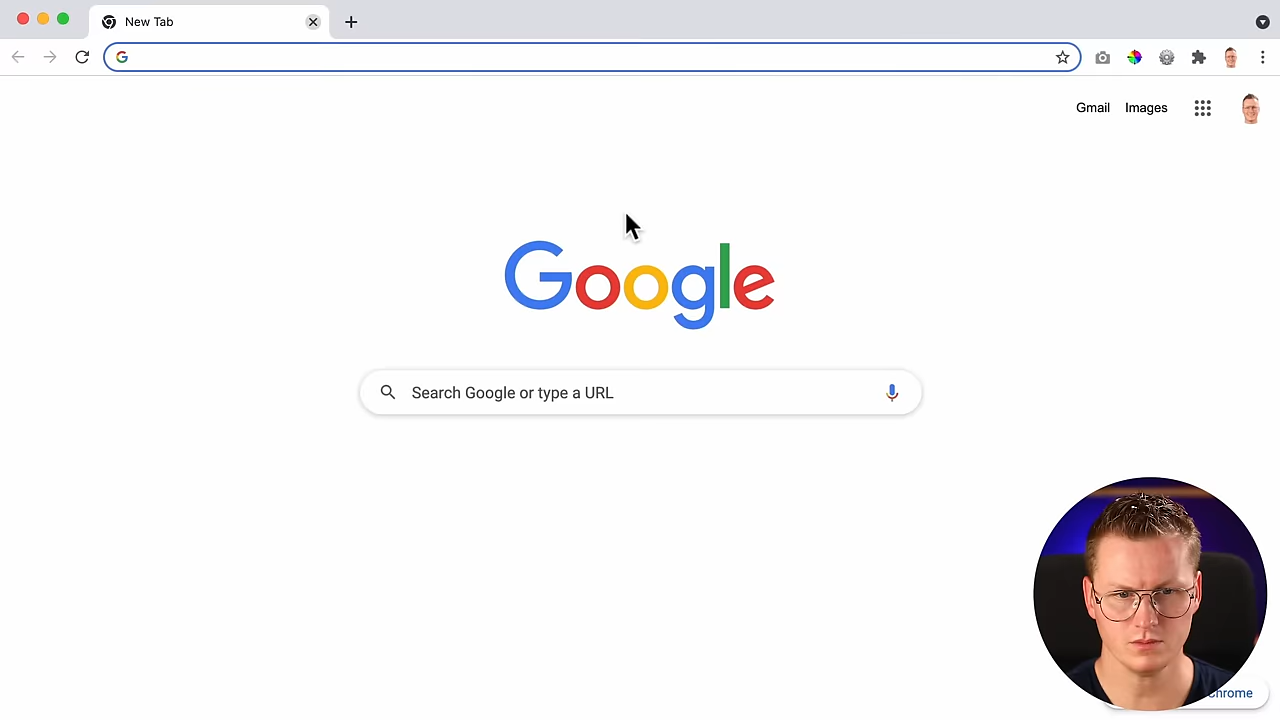 New Tab
Gmail Images
Google
Search Google or type a URL
Chrome